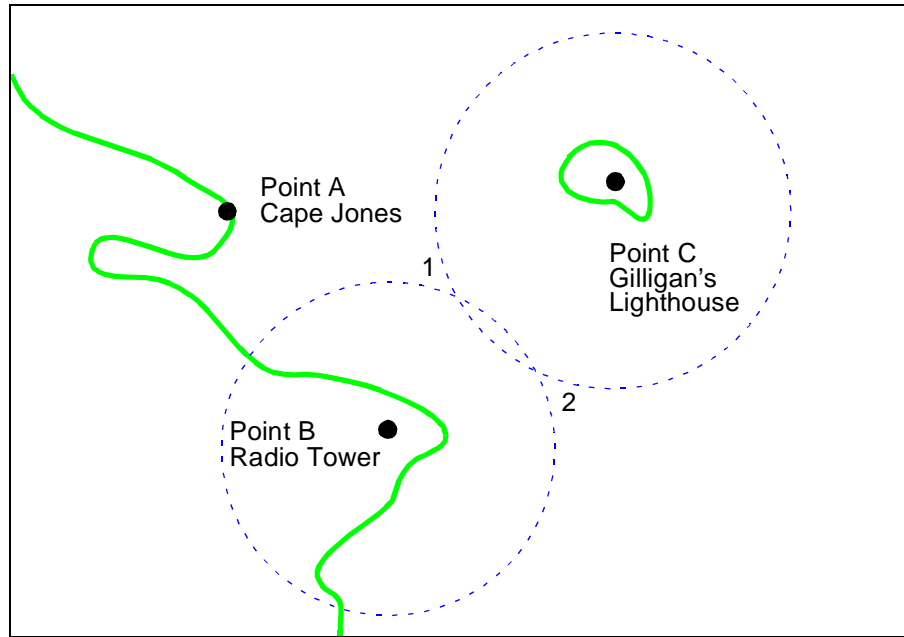 Point A
Cape Jones
Point C
Gilligan's
Lighthouse
1
2
Point B
Radio Tower